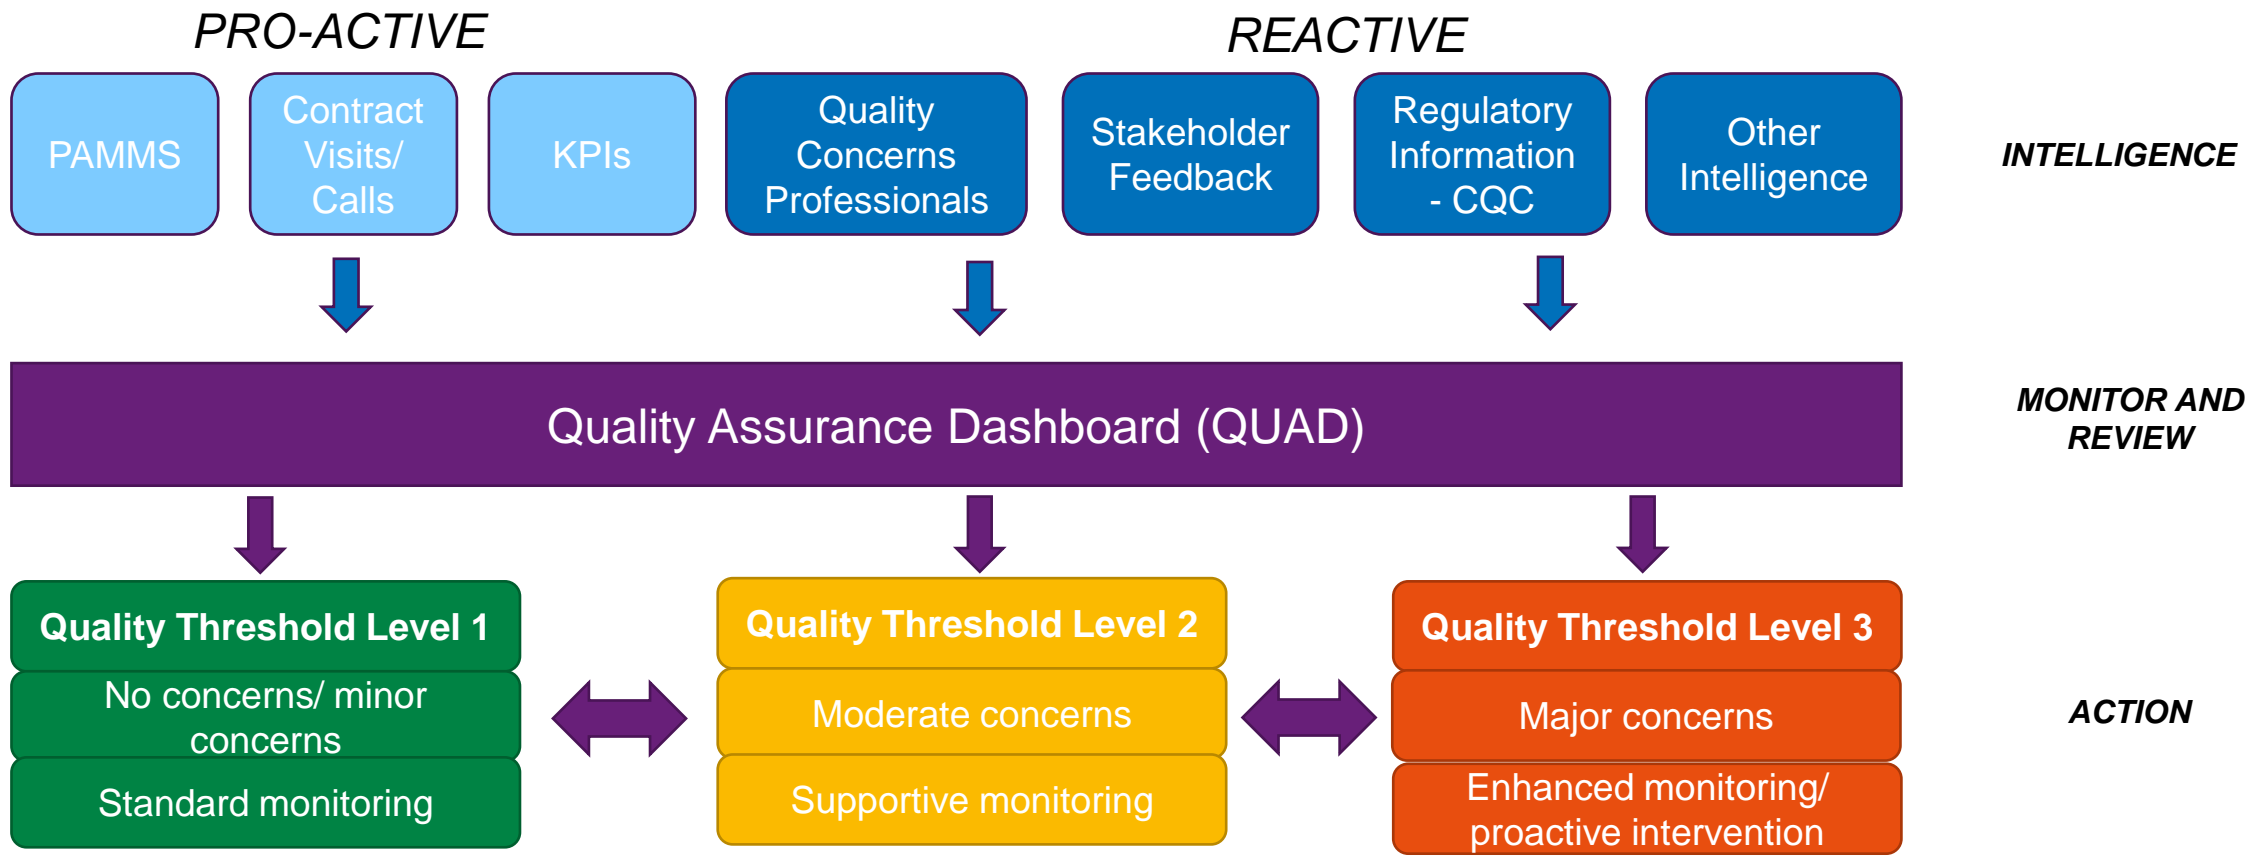 PRO-ACTIVE
REACTIVE
PAMMS
Contract
Visits/
Calls
KPIs
Quality
Concerns
Professionals
Stakeholder
Feedback
Regulatory
Information
- CQC
Other
Intelligence
INTELLIGENCE
Quality Assurance Dashboard (QUAD)
MONITOR AND
REVIEW
Quality Threshold Level 1
No concerns/ minor
concerns
Standard monitoring
Quality Threshold Level 2
Moderate concerns
Supportive monitoring
Quality Threshold Level 3
Major concerns
Enhanced monitoring/
proactive intervention
ACTION